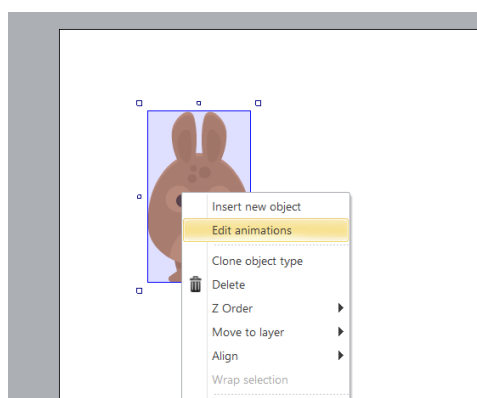 Insert new object
Edit animations
Clone object type
Delete
Z Order
Move to layer
Align
Wrap selection